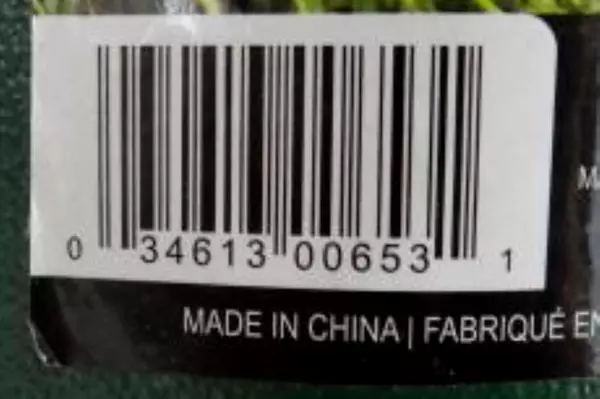 0 34613 00653 1
MADE IN CHINA | FABRIQUÉ EN